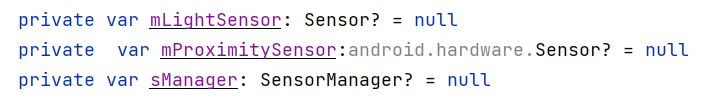 private var mLightSensor: Sensor? = null
private  var mProximitySensor:android.hardware.Sensor? = null
private var sManager: SensorManager? = null